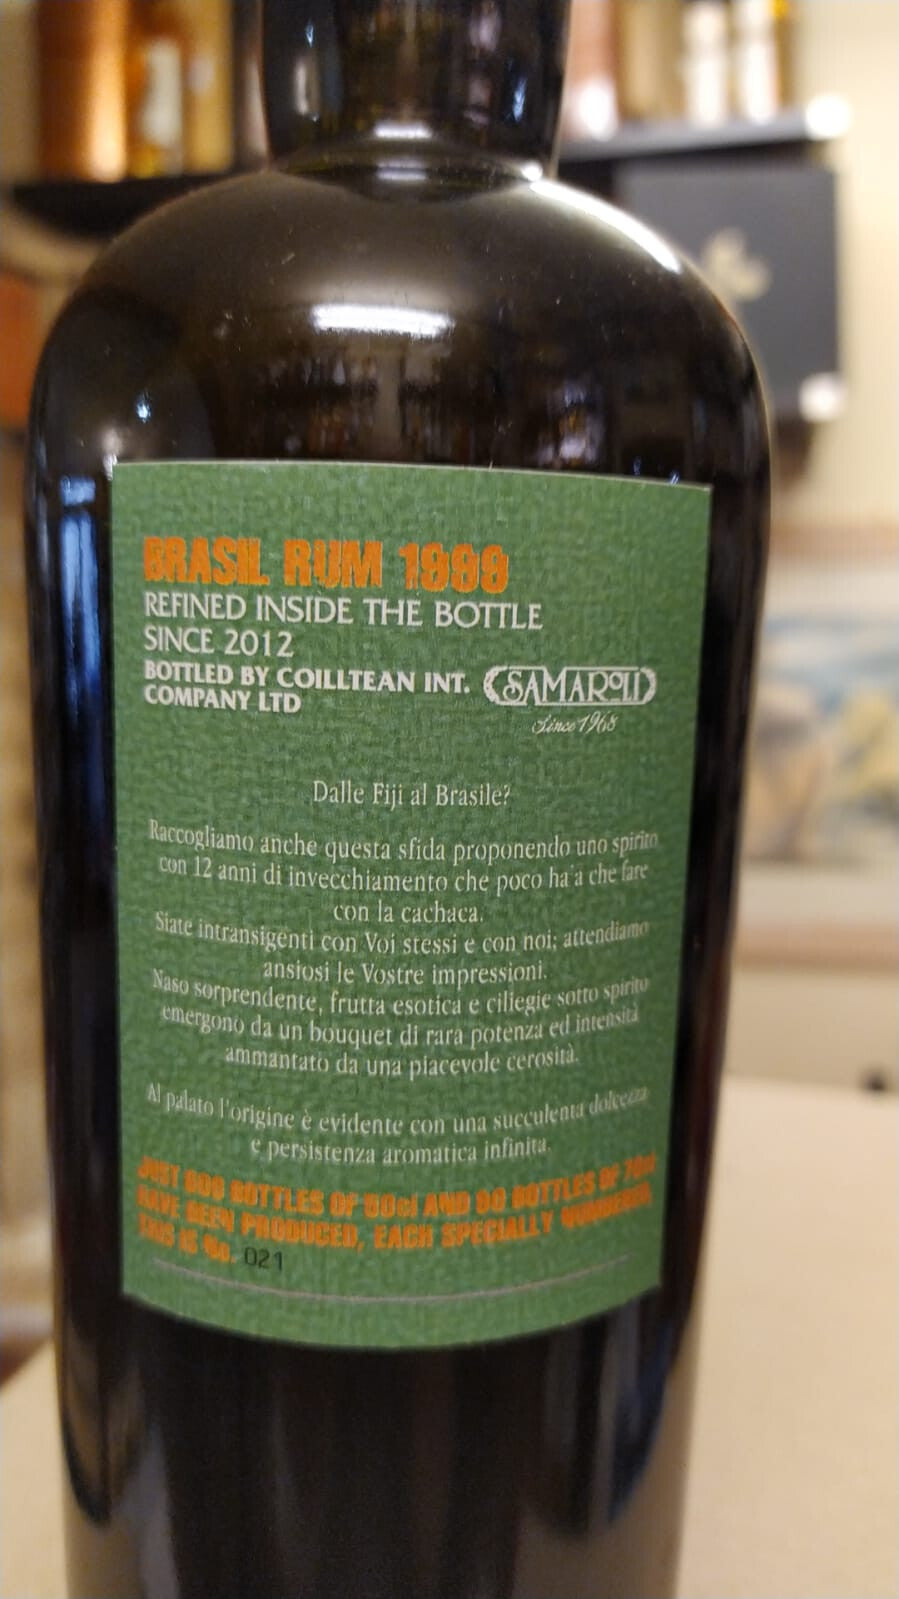 BRASIL RUM 1999
REFINED INSIDE THE BOTTLE
SINCE 2012
BOTTLED BY COILLTEAN INT.
COMPANY LTD
SAMAROLI
Since 1968
Dalle Fiji al Brasile?
Raccogliamo anche questa sfida proponendo uno spirito
con 12 anni di invecchiamento che poco ha a che fare
con la cachaca.
Siate intransigenti con Voi stessi e con noi; attendiamo
ansiosi le Vostre impressioni.
Naso sorprendente, frutta esotica e ciliegie sotto spirito
emergono da un bouquet di rara potenza ed intensità
ammantato da una piacevole cerosità.
Al palato l'origine è evidente con una succulenta dolcezza
e persistenza aromatica infinita.
JUST BOTTLES OF AND BOTTLES OF 70cl
HAVE BEEN PRODUCED, EACH SPECIALLY NUMBERED,
THIS IS No. 021